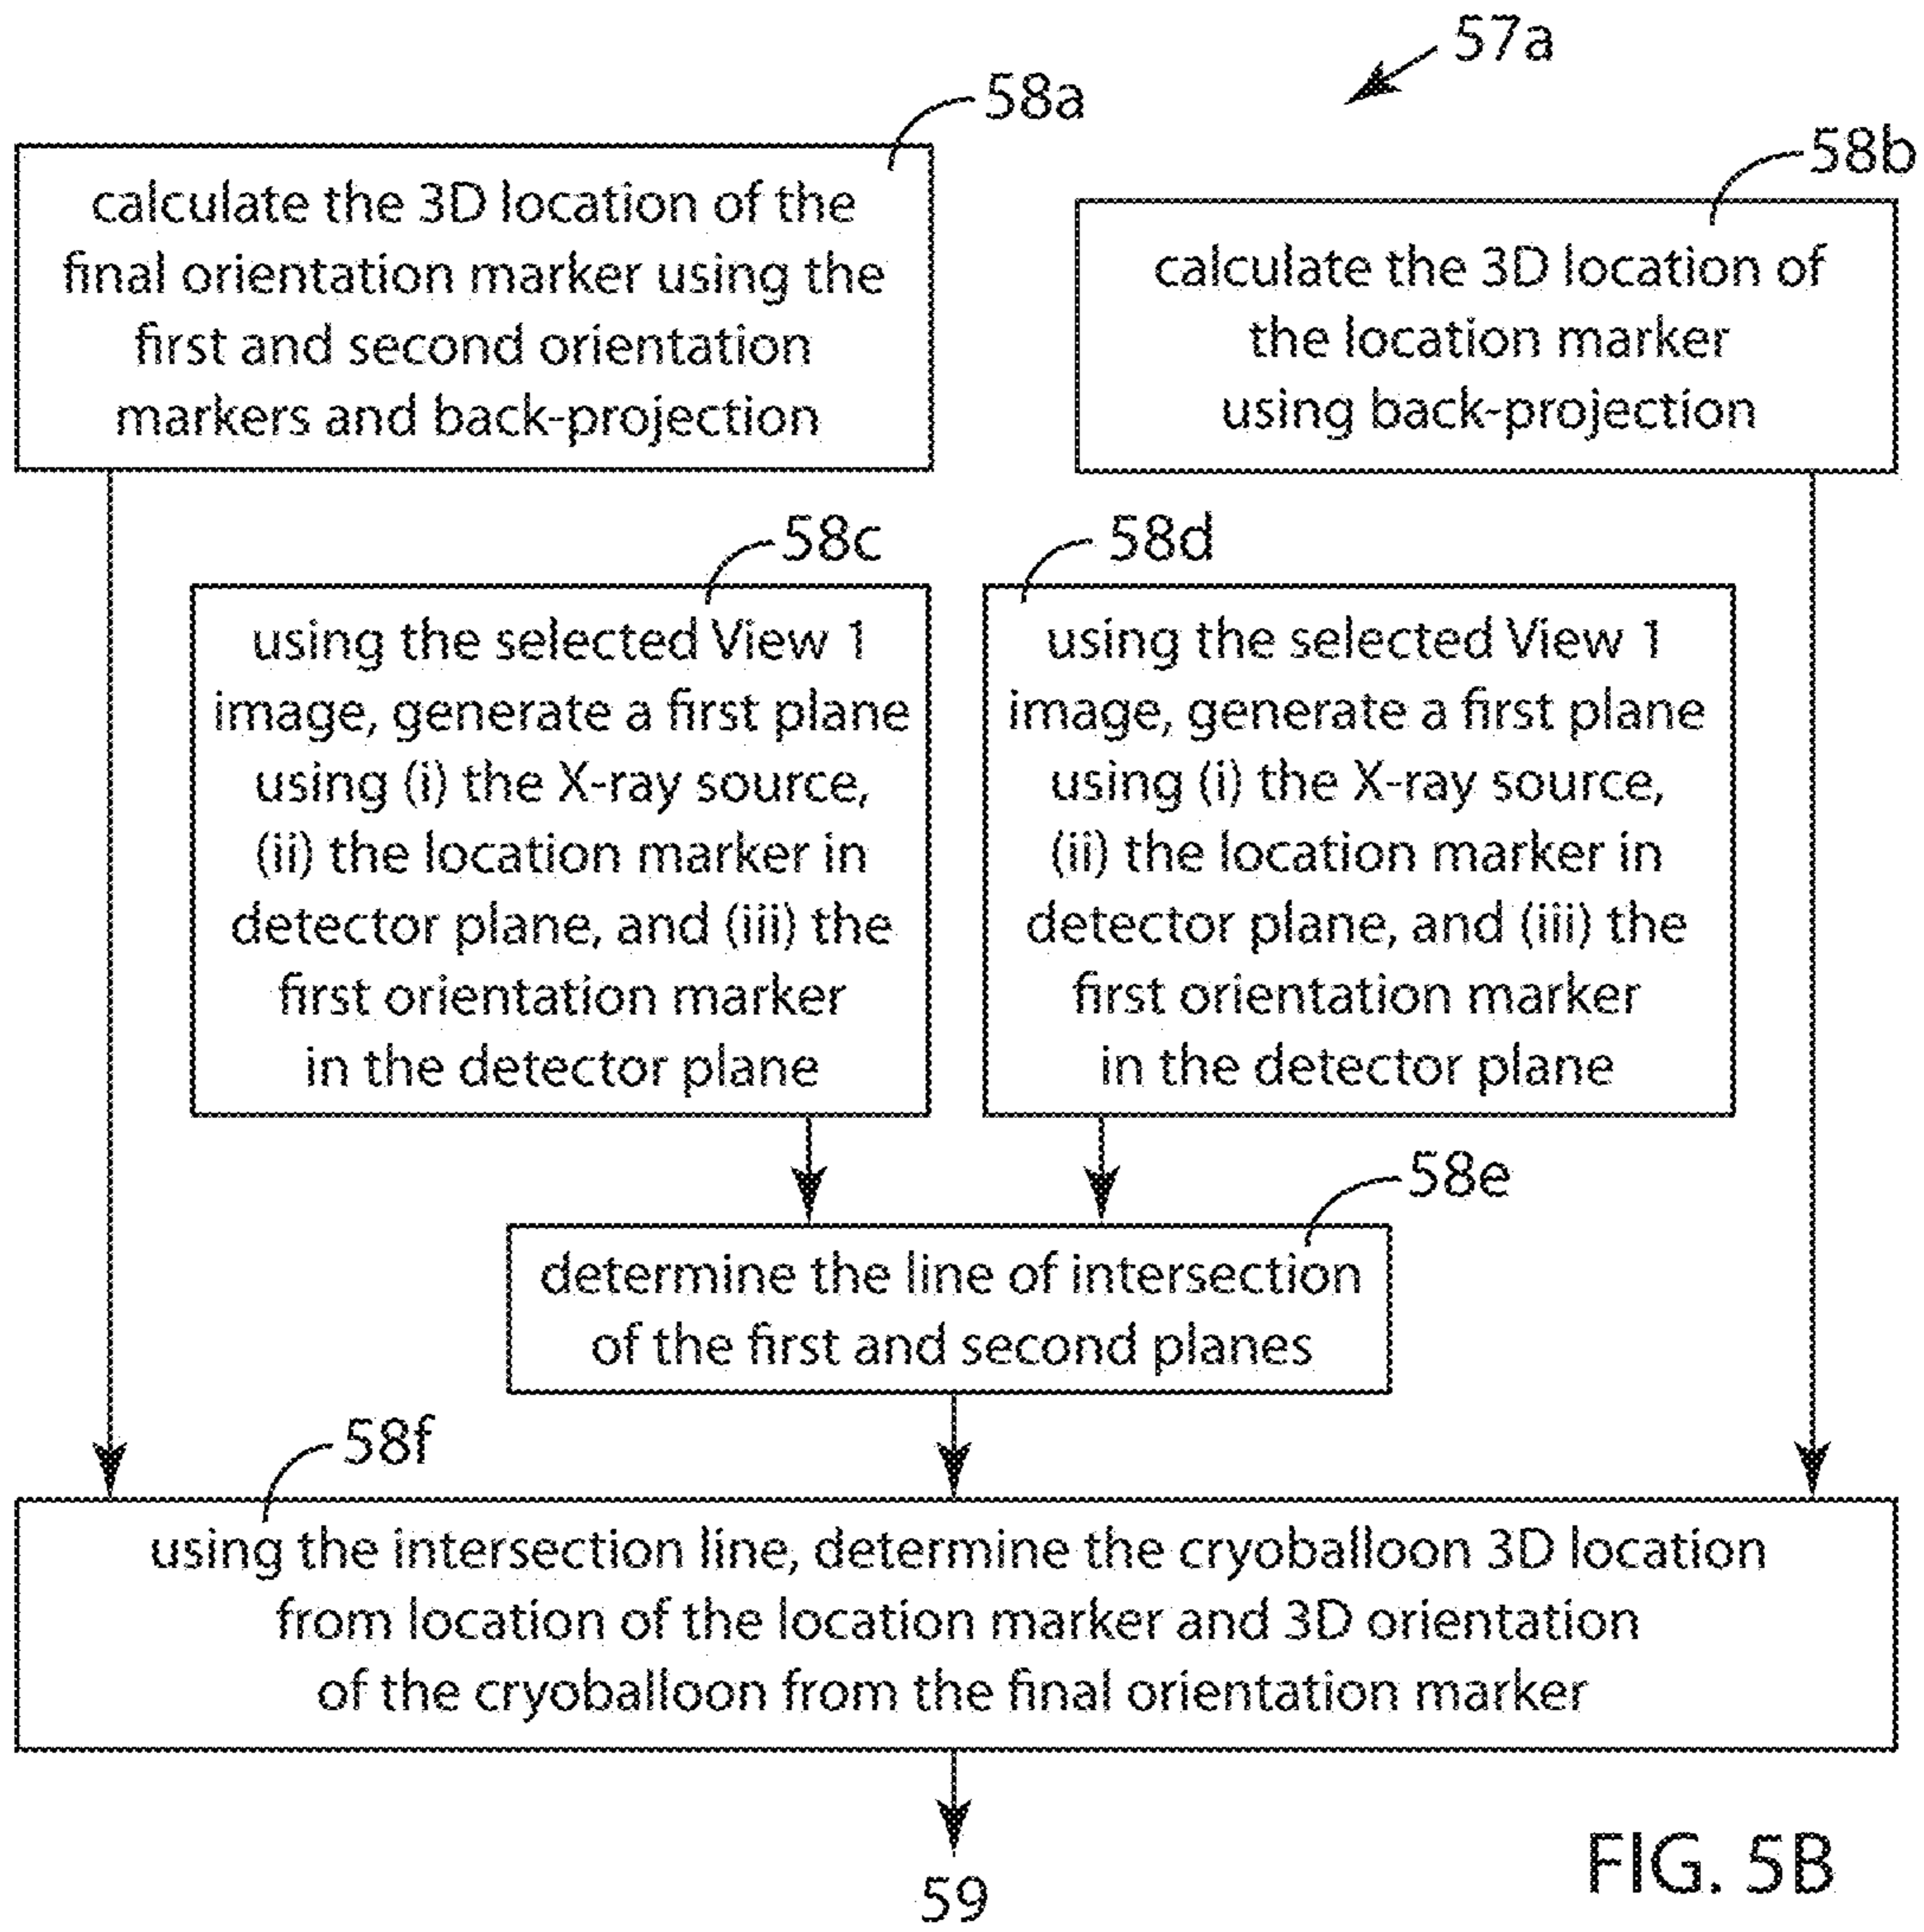 57a
58a
calculate the 3D location of the
final orientation marker using the
first and second orientation
markers and back-projection
58b
calculate the 3D location of
the location marker
using back-projection
58c
using the selected View 1
image, generate a first plane
using (i) the X-ray source,
(ii) the location marker in
detector plane, and (iii) the
first orientation marker
in the detector plane
58d
using the selected View 1
image, generate a first plane
using (i) the X-ray source,
(ii) the location marker in
detector plane, and (iii) the
first orientation marker
in the detector plane
58e
determine the line of intersection
of the first and second planes
58f
using the intersection line, determine the cryoballoon 3D location
from location of the location marker and 3D orientation
of the cryoballoon from the final orientation marker
59
FIG. 5B